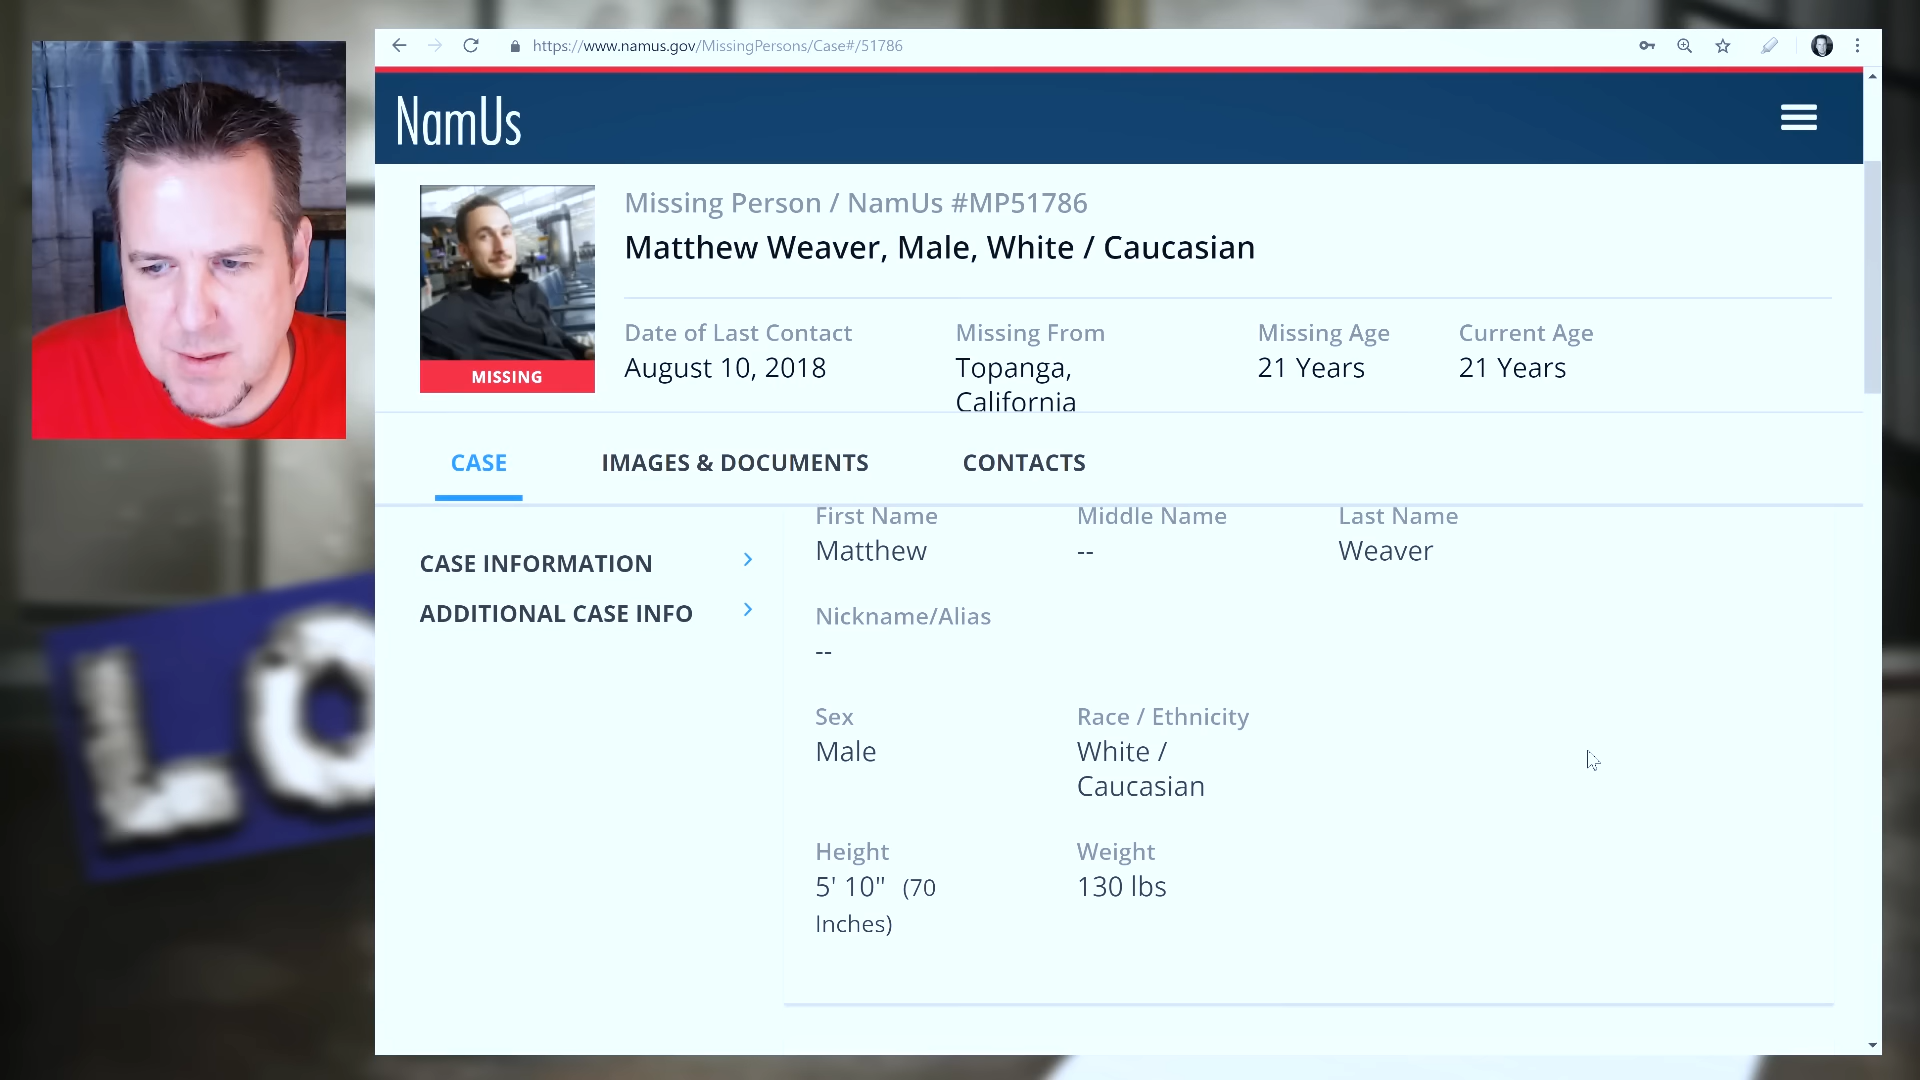 https://www.namus.gov/MissingPersons/Case#/51786
NamUs
Missing Person / NamUs #MP51786
Matthew Weaver, Male, White / Caucasian
MISSING
Date of Last Contact
August 10, 2018
Missing From
Topanga,
California
Missing Age
21 Years
Current Age
21 Years
CASE
IMAGES & DOCUMENTS
CONTACTS
CASE INFORMATION
ADDITIONAL CASE INFO
First Name
Matthew
Middle Name
--
Last Name
Weaver
Nickname/Alias
--
Sex
Male
Race / Ethnicity
White /
Caucasian
Height
5' 10" (70
Inches)
Weight
130 lbs
LO